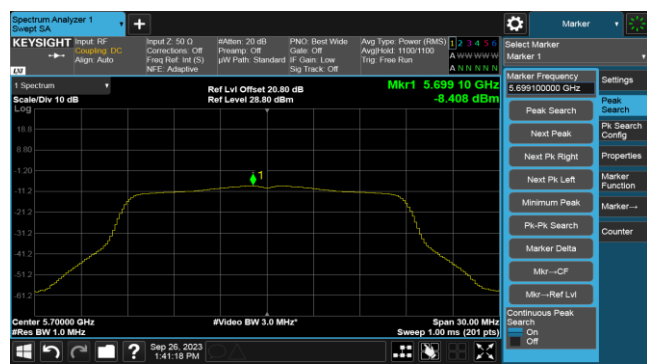 Spectrum Analyzer 1
Swept SA
+
Marker
KEYSIGHT
Input: RF
Coupling: DC
Align: Auto
Input Z: 50 Ω
Corrections: Off
Freq Ref: Int (S)
NFE: Adaptive
#Atten: 20 dB
Preamp: Off
µW Path: Standard
PNO: Best Wide
Gate: Off
IF Gain: Low
Sig Track: Off
Avg Type: Power (RMS)
Avg|Hold: 1100/1100
Trig: Free Run
1 2 3 4 5 6
A W W W W W
A N N N N N
Select Marker
Marker 1
LXI
1 Spectrum
Scale/Div 10 dB
Log
Ref Lvl Offset 20.80 dB
Ref Level 28.80 dBm
Mkr1 5.699 10 GHz
-8.408 dBm
18.8
8.80
-1.20
-11.2
-21.2
-31.2
-41.2
-51.2
-61.2
1
Center 5.70000 GHz
#Res BW 1.0 MHz
#Video BW 3.0 MHz*
Span 30.00 MHz
Sweep 1.00 ms (201 pts)
Marker Frequency
5.699100000 GHz
Peak Search
Next Peak
Next Pk Right
Next Pk Left
Minimum Peak
Pk-Pk Search
Marker Delta
Mkr→CF
Mkr→Ref Lvl
Continuous Peak
Search
On
Off
Settings
Peak
Search
Pk Search
Config
Properties
Marker
Function
Marker→
Counter
?
Sep 26, 2023
1:41:18 PM